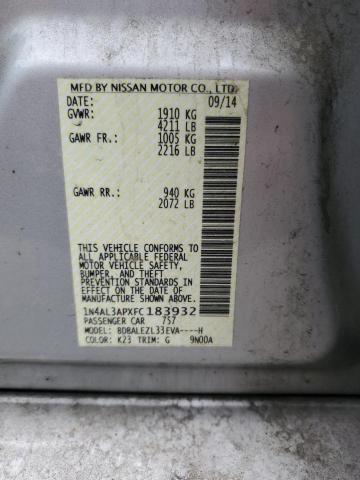 MFD BY NISSAN MOTOR CO., LTD.
DATE: 09/14
GVWR: 1910 KG
4211 LB
GAWR FR.: 1005 KG
2216 LB
GAWR RR.: 940 KG
2072 LB
THIS VEHICLE CONFORMS TO
ALL APPLICABLE FEDERAL
MOTOR VEHICLE SAFETY,
BUMPER, AND THEFT
PREVENTION STANDARDS IN
EFFECT ON THE DATE OF
MANUFACTURE SHOWN ABOVE.
1N4AL3APXFC183932
PASSENGER CAR 7S7
MODEL: BDBALEZL33EVA----H
COLOR: K23 TRIM: G 9N00A